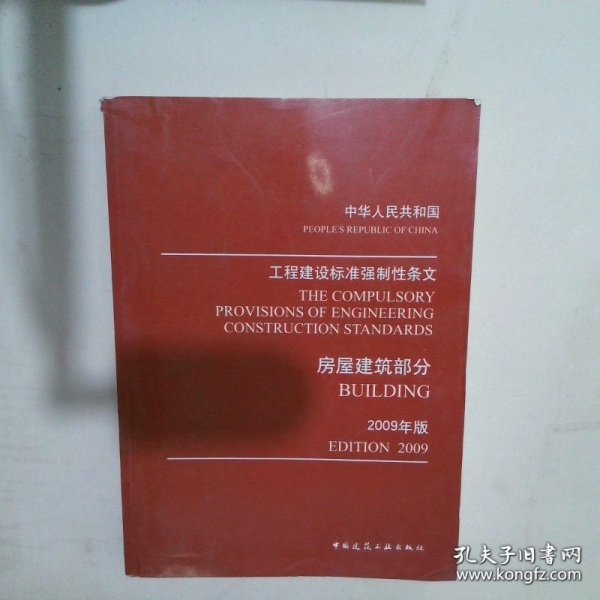 中华人民共和国
PEOPLE'S REPUBLIC OF CHINA
工程建设标准强制性条文
THE COMPULSORY
PROVISIONS OF ENGINEERING
CONSTRUCTION STANDARDS
房屋建筑部分
BUILDING
2009年版
EDITION 2009
中国建筑工业出版社
孔夫子旧书网
www.kongfz.com